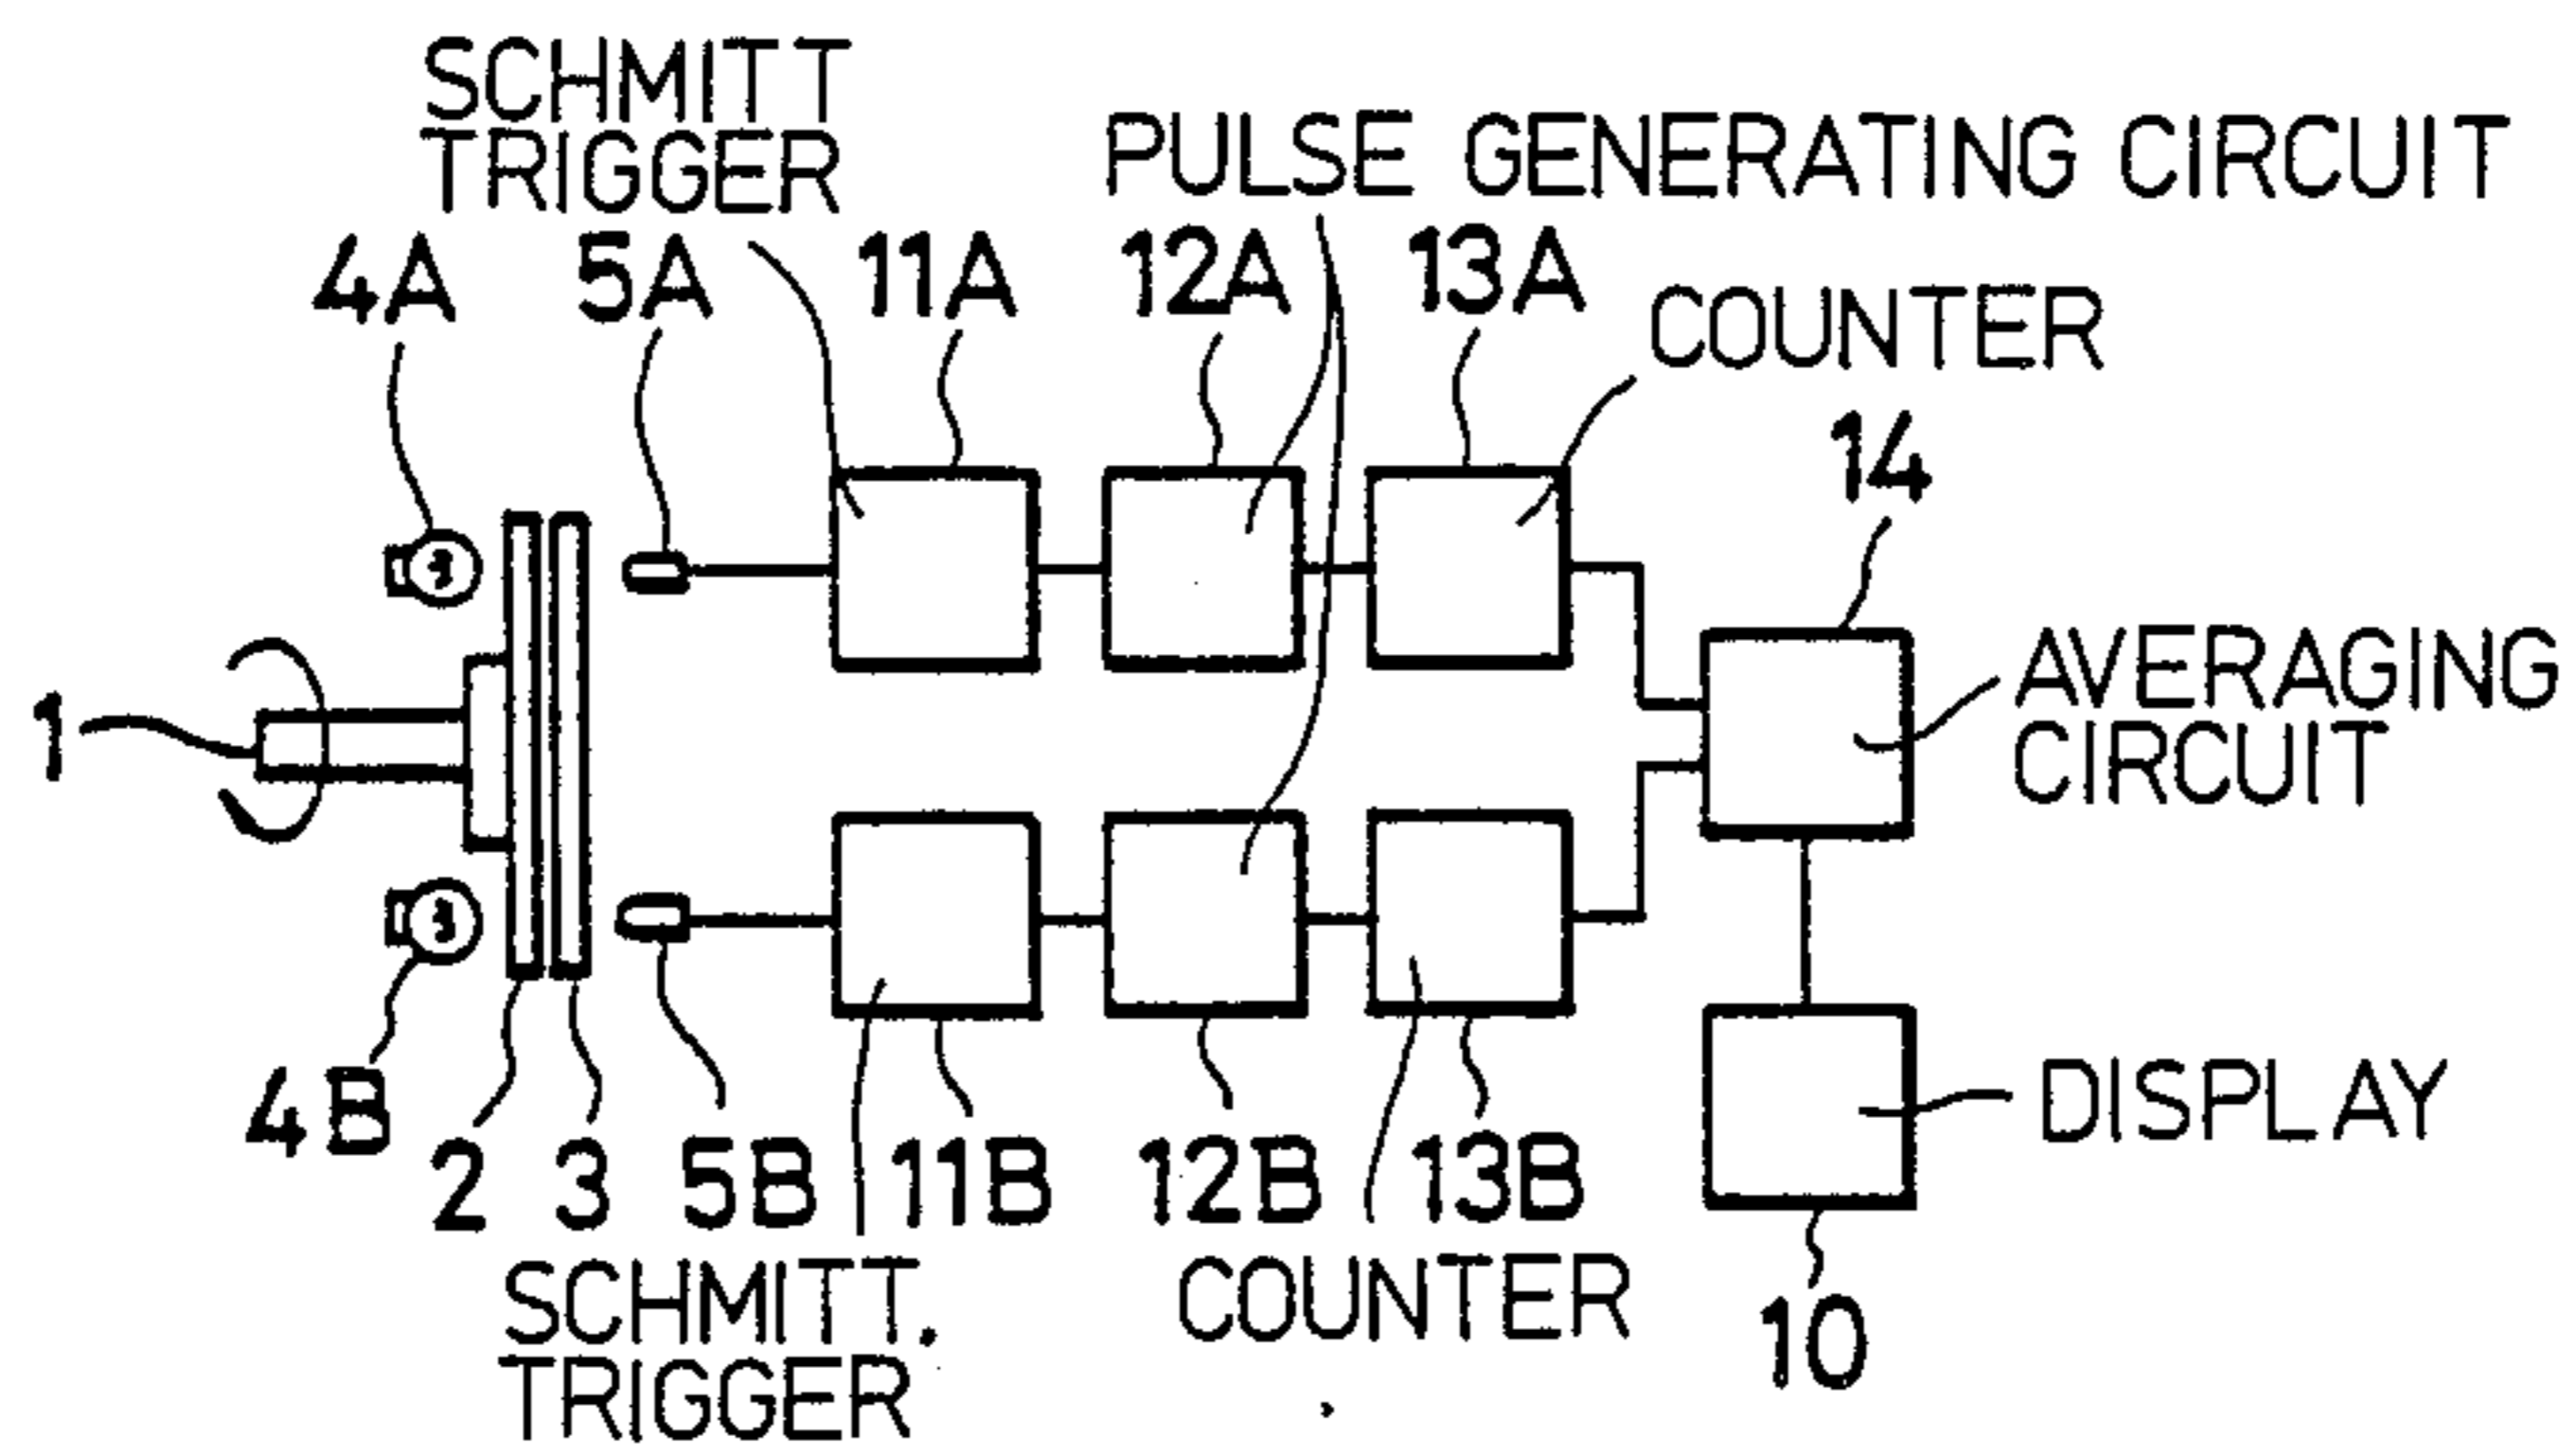 SCHMITT
TRIGGER
PULSE GENERATING CIRCUIT
4A
5A
11A
12A
13A
COUNTER
14
1
AVERAGING
CIRCUIT
4B
2
3
5B
11B
12B
13B
DISPLAY
SCHMITT
TRIGGER
COUNTER
10